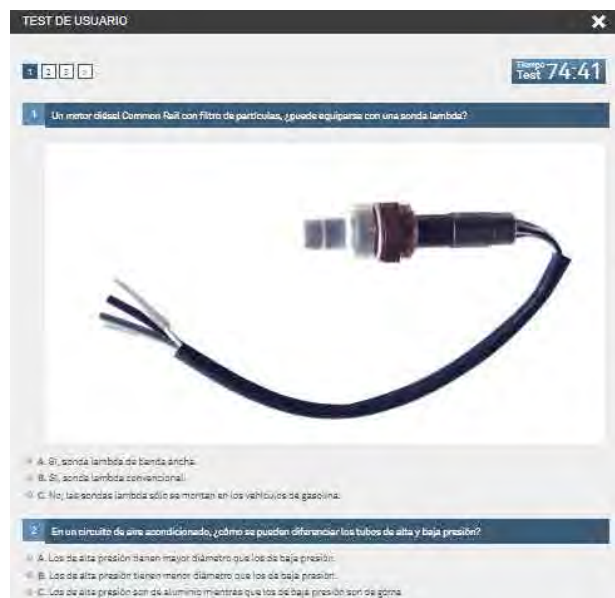 TEST DE USUARIO
1 2 3
Tiempo
Test 74:41
1 Un motor diésel Common Rail con filtro de partículas, ¿puede equiparse con una sonda lambda?
A. Sí, sonda lambda de banda ancha.
B. Sí, sonda lambda convencional.
C. No, las sondas lambda sólo se montan en los vehículos de gasolina.
2 En un circuito de aire acondicionado, ¿cómo se pueden diferenciar los tubos de alta y baja presión?
A. Los de alta presión tienen mayor diámetro que los de baja presión.
B. Los de alta presión tienen menor diámetro que los de baja presión.
C. Los de alta presión son de aluminio mientras que los de baja presión son de goma.